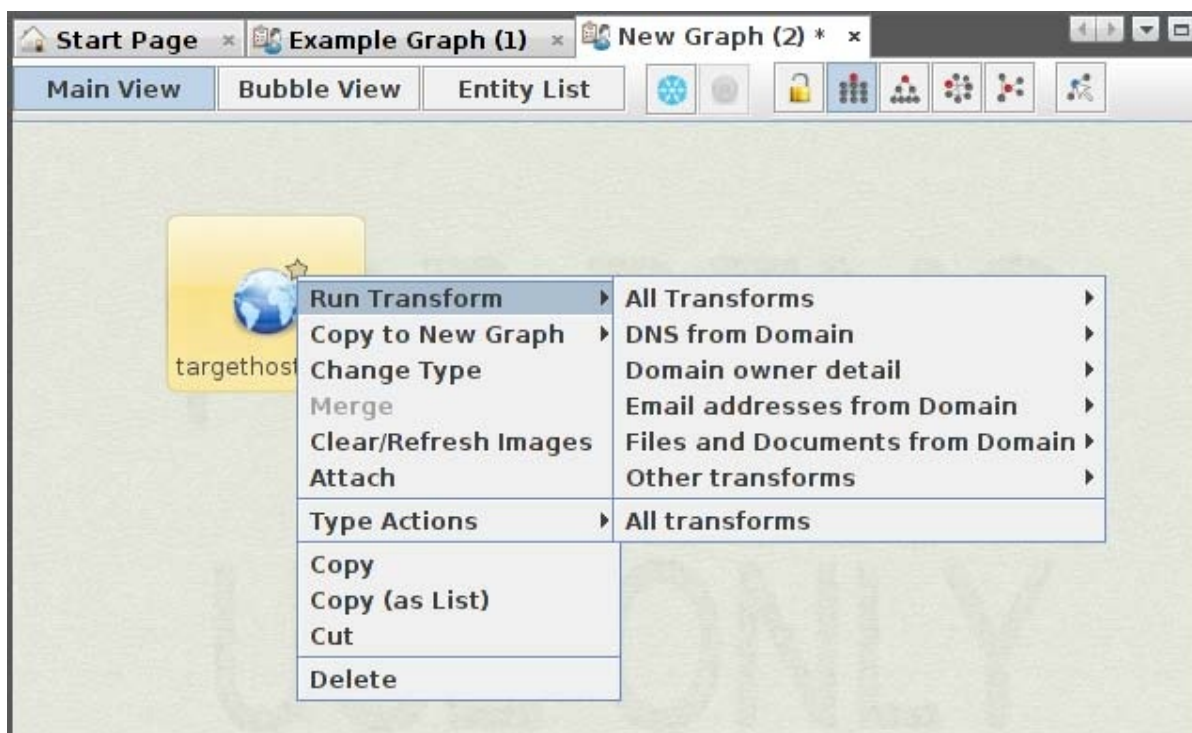 Start Page
Example Graph (1)
New Graph (2) *
Main View
Bubble View
Entity List
targethost
Run Transform
Copy to New Graph
Change Type
Merge
Clear/Refresh Images
Attach
Type Actions
Copy
Copy (as List)
Cut
Delete
All Transforms
DNS from Domain
Domain owner detail
Email addresses from Domain
Files and Documents from Domain
Other transforms
All transforms
ONLY